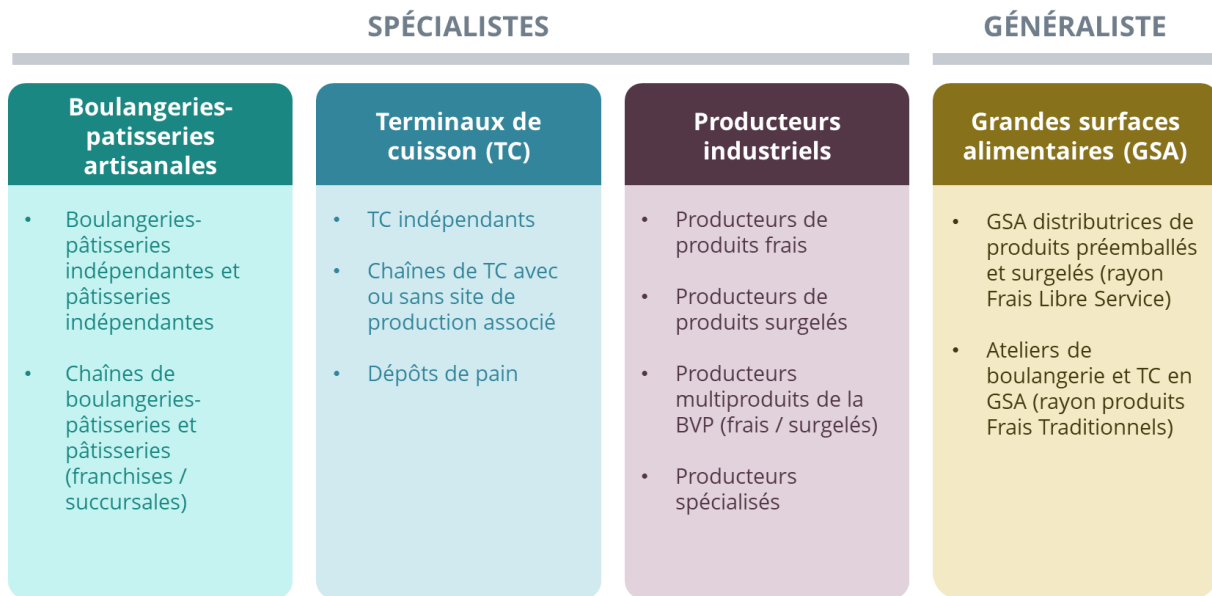 SPÉCIALISTES
GÉNÉRALISTE
Boulangeries-
patisseries
artisanales
• Boulangeries-
pâtisseries
indépendantes et
pâtisseries
indépendantes
• Chaînes de
boulangeries-
pâtisseries et
pâtisseries
(franchises /
succursales)
Terminaux de
cuisson (TC)
• TC indépendants
• Chaînes de TC avec
ou sans site de
production associé
• Dépôts de pain
Producteurs
industriels
• Producteurs de
produits frais
• Producteurs de
produits surgelés
• Producteurs
multiproduits de la
BVP (frais / surgelés)
• Producteurs
spécialisés
Grandes surfaces
alimentaires (GSA)
• GSA distributrices de
produits préemballés
et surgelés (rayon
Frais Libre Service)
• Ateliers de
boulangerie et TC en
GSA (rayon produits
Frais Traditionnels)